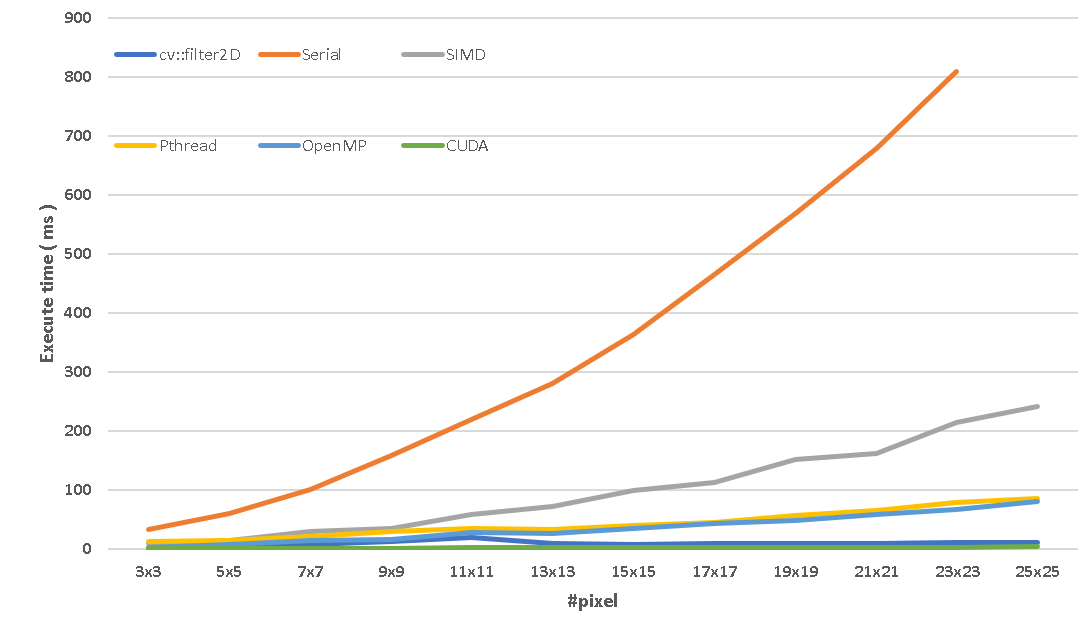 900
cv::filter2D Serial SIMD
800
700
Pthread OpenMP CUDA
600
500
400
300
200
100
0
Execute time ( ms )
3x3 5x5 7x7 9x9 11x11 13x13 15x15 17x17 19x19 21x21 23x23 25x25
#pixel